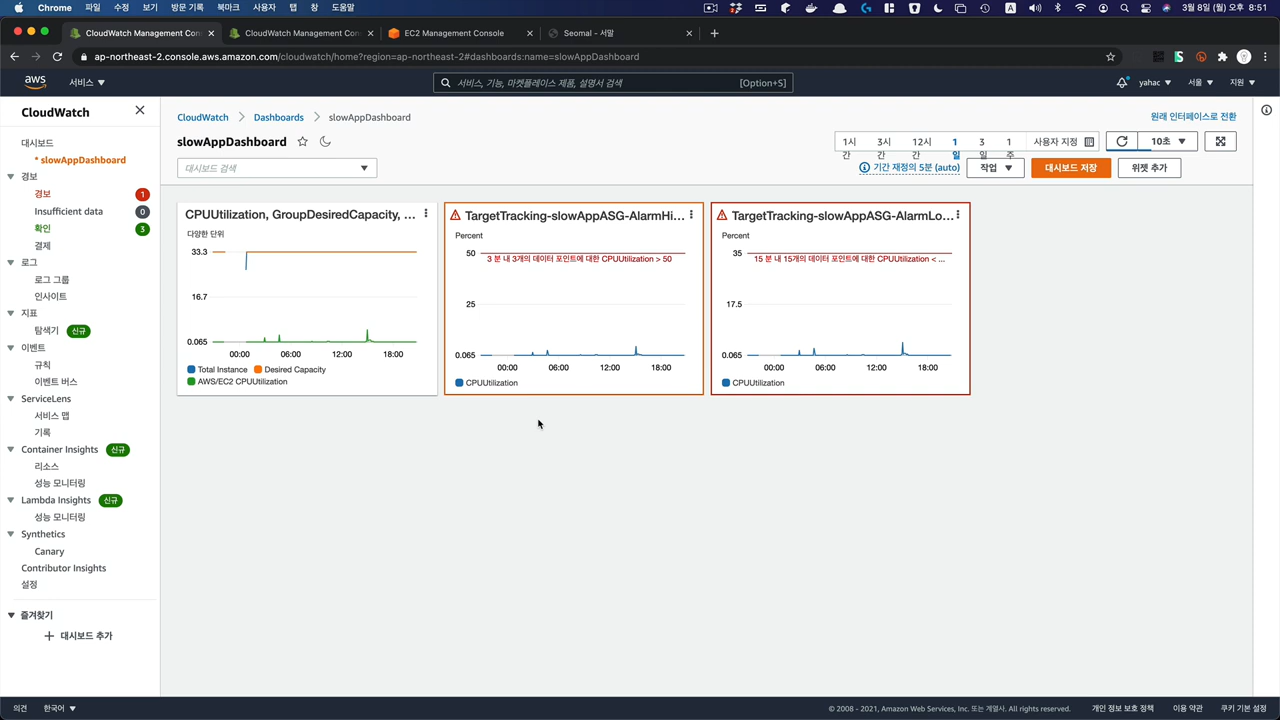 Chrome 파일 수정 보기 방문 기록 북마크 사용자 탭 창 도움말
3월 8일 (월) 오후 8:51
CloudWatch Management Con
CloudWatch Management Con
EC2 Management Console
Seomal - 서말
ap-northeast-2.console.aws.amazon.com/cloudwatch/home?region=ap-northeast-2#dashboards:name=slowAppDashboard
aws
서비스
서비스, 기능, 마켓플레이스 제품, 설명서 검색
[Option+S]
yahac
서울
지원
CloudWatch
대시보드
* slowAppDashboard
경보
경보 1
Insufficient data 0
확인 3
결제
로그
로그 그룹
인사이트
지표
탐색기 신규
이벤트
규칙
이벤트 버스
ServiceLens
서비스 맵
기록
Container Insights 신규
리소스
성능 모니터링
Lambda Insights 신규
성능 모니터링
Synthetics
Canary
Contributor Insights
설정
즐겨찾기
대시보드 추가
CloudWatch > Dashboards > slowAppDashboard
원래 인터페이스로 전환
slowAppDashboard
1시간 3시간 12시간 1일 3일 1주 사용자 지정
10초
대시보드 검색
기간 재정의 5분 (auto)
작업
대시보드 저장
위젯 추가
CPUUtilization, GroupDesiredCapacity, ...
다양한 단위
33.3
16.7
0.065
00:00 06:00 12:00 18:00
Total Instance Desired Capacity
AWS/EC2 CPUUtilization
TargetTracking-slowAppASG-AlarmHi...
Percent
50
3 분 내 3개의 데이터 포인트에 대한 CPUUtilization > 50
25
0.065
00:00 06:00 12:00 18:00
CPUUtilization
TargetTracking-slowAppASG-AlarmLo...
Percent
35
15 분 내 15개의 데이터 포인트에 대한 CPUUtilization < ...
17.5
0.065
00:00 06:00 12:00 18:00
CPUUtilization
의견
한국어
© 2008 - 2021, Amazon Web Services, Inc. 또는 계열사. All rights reserved.
개인 정보 보호 정책
이용 약관
쿠키 기본 설정